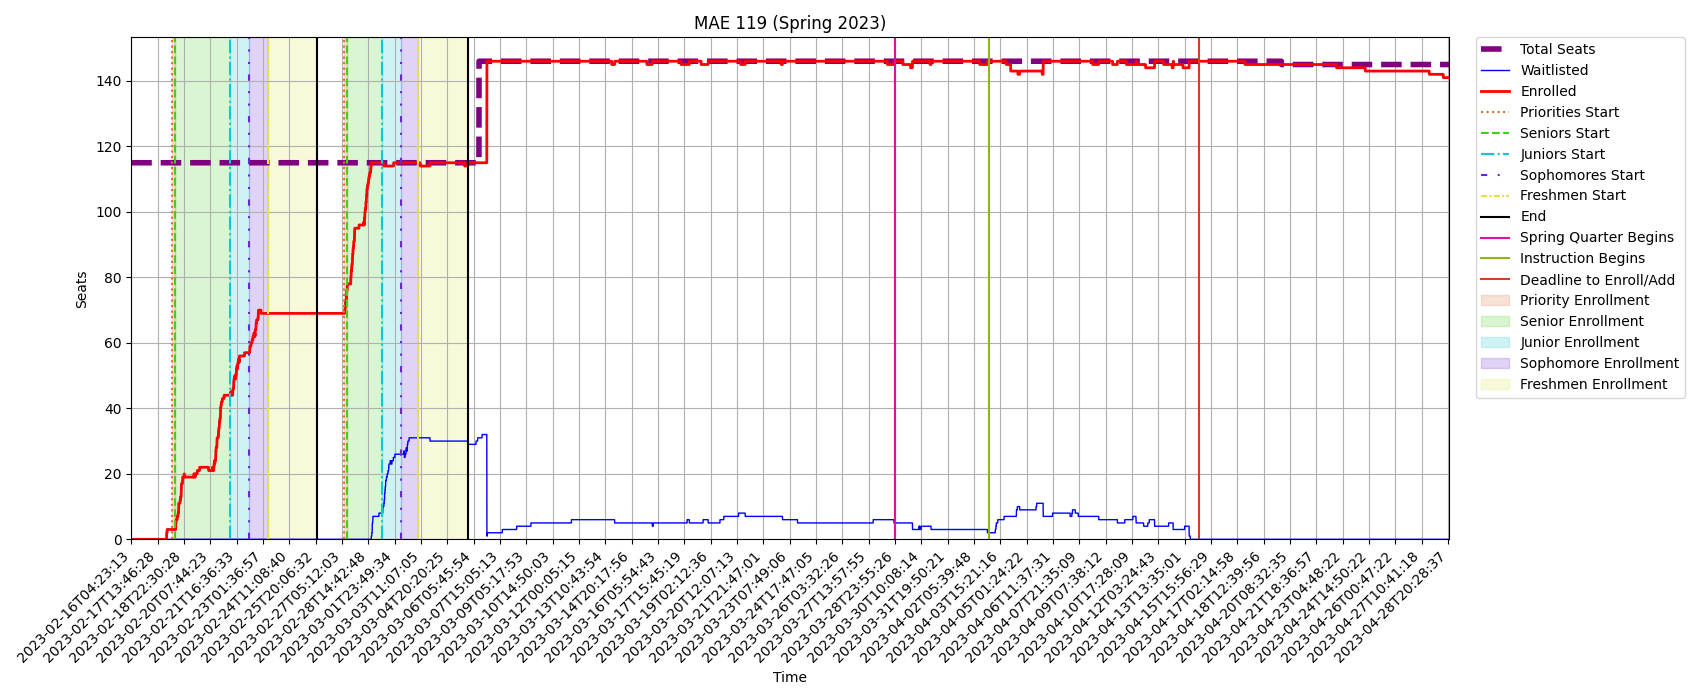 MAE 119 (Spring 2023)
Seats
140
120
100
80
60
40
20
0
2023-02-16T04:23:13
2023-02-17T13:46:28
2023-02-18T22:30:28
2023-02-20T07:44:23
2023-02-21T16:36:33
2023-02-23T01:36:57
2023-02-24T11:08:40
2023-02-25T20:06:32
2023-02-27T05:12:03
2023-02-28T14:42:48
2023-03-01T23:49:34
2023-03-03T11:07:05
2023-03-04T20:20:25
2023-03-06T05:45:54
2023-03-07T15:05:13
2023-03-09T05:17:53
2023-03-10T14:50:03
2023-03-12T00:05:15
2023-03-13T10:43:54
2023-03-14T20:17:56
2023-03-16T05:54:43
2023-03-17T15:45:19
2023-03-19T02:12:36
2023-03-20T12:07:13
2023-03-21T21:47:01
2023-03-23T07:49:06
2023-03-24T17:47:05
2023-03-26T03:32:26
2023-03-27T13:57:55
2023-03-28T23:55:26
2023-03-30T10:08:14
2023-03-31T19:50:21
2023-04-02T05:39:48
2023-04-03T15:21:16
2023-04-05T01:24:22
2023-04-06T11:37:31
2023-04-07T21:35:09
2023-04-09T07:38:12
2023-04-10T17:28:09
2023-04-12T03:24:43
2023-04-13T13:35:01
2023-04-15T15:56:29
2023-04-17T02:14:58
2023-04-18T12:39:56
2023-04-20T08:32:35
2023-04-21T18:36:57
2023-04-23T04:48:22
2023-04-24T14:50:22
2023-04-26T00:47:22
2023-04-27T10:41:18
2023-04-28T20:28:37
Time
Total Seats
Waitlisted
Enrolled
Priorities Start
Seniors Start
Juniors Start
Sophomores Start
Freshmen Start
End
Spring Quarter Begins
Instruction Begins
Deadline to Enroll/Add
Priority Enrollment
Senior Enrollment
Junior Enrollment
Sophomore Enrollment
Freshmen Enrollment